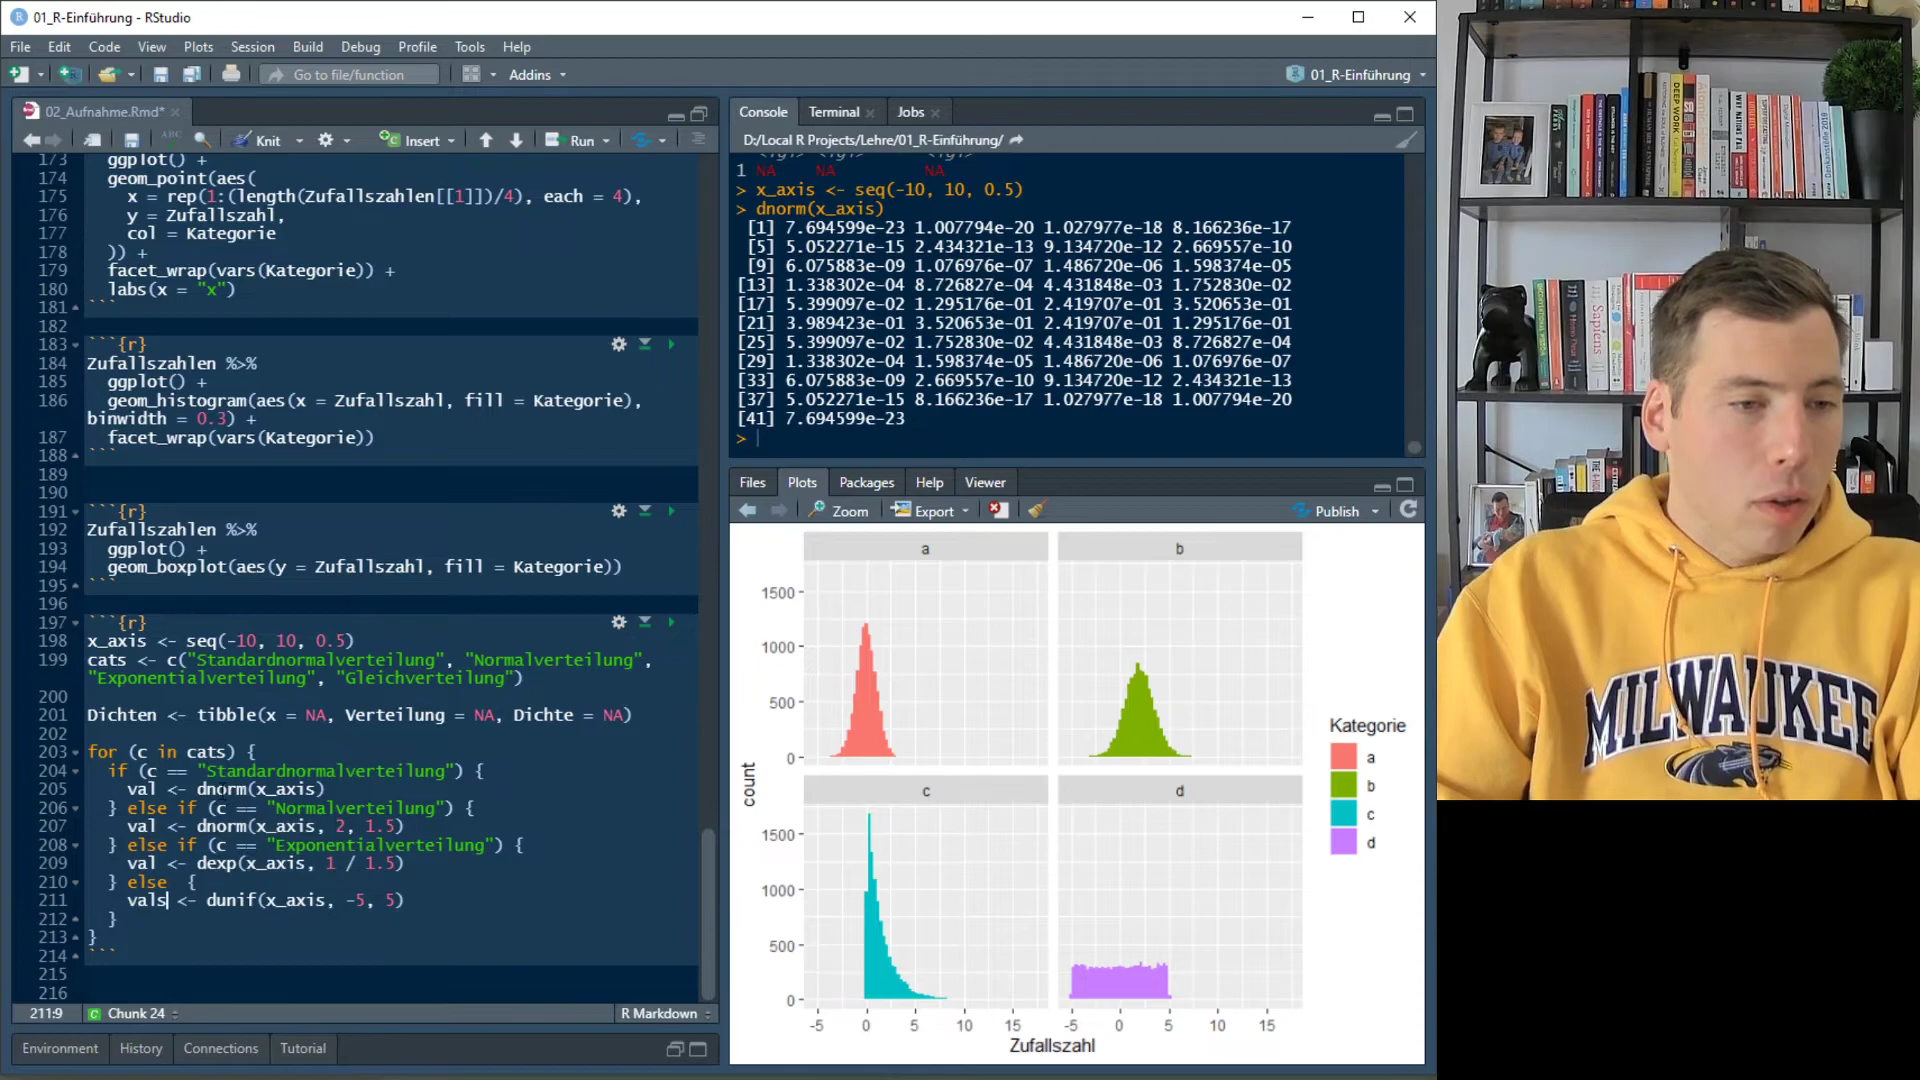 01_R-Einführung - RStudio
File Edit Code View Plots Session Build Debug Profile Tools Help
Go to file/function
Addins
01_R-Einführung
02_Aufnahme.Rmd*
Knit
Insert
Run
173 ggplot() +
174 geom_point(aes(
175 x = rep(1:(length(Zufallszahlen[[1]])/4), each = 4),
176 y = Zufallszahl,
177 col = Kategorie
178 )) +
179 facet_wrap(vars(Kategorie)) +
180 labs(x = "x")
181 ```
182
183 ```{r}
184 Zufallszahlen %>%
185 ggplot() +
186 geom_histogram(aes(x = Zufallszahl, fill = Kategorie),
binwidth = 0.3) +
187 facet_wrap(vars(Kategorie))
188 ```
189
190
191 ```{r}
192 Zufallszahlen %>%
193 ggplot() +
194 geom_boxplot(aes(y = Zufallszahl, fill = Kategorie))
195 ```
196
197 ```{r}
198 x_axis <- seq(-10, 10, 0.5)
199 cats <- c("Standardnormalverteilung", "Normalverteilung",
"Exponentialverteilung", "Gleichverteilung")
200
201 Dichten <- tibble(x = NA, Verteilung = NA, Dichte = NA)
202
203 for (c in cats) {
204 if (c == "Standardnormalverteilung") {
205 val <- dnorm(x_axis)
206 } else if (c == "Normalverteilung") {
207 val <- dnorm(x_axis, 2, 1.5)
208 } else if (c == "Exponentialverteilung") {
209 val <- dexp(x_axis, 1 / 1.5)
210 } else {
211 vals <- dunif(x_axis, -5, 5)
212 }
213 }
214 ```
215
216
211:9 Chunk 24 R Markdown
Environment History Connections Tutorial
Console Terminal Jobs
D:/Local R Projects/Lehre/01_R-Einführung/
1 NA NA NA
> x_axis <- seq(-10, 10, 0.5)
> dnorm(x_axis)
[1] 7.694599e-23 1.007794e-20 1.027977e-18 8.166236e-17
[5] 5.052271e-15 2.434321e-13 9.134720e-12 2.669557e-10
[9] 6.075883e-09 1.076976e-07 1.486720e-06 1.598374e-05
[13] 1.338302e-04 8.726827e-04 4.431848e-03 1.752830e-02
[17] 5.399097e-02 1.295176e-01 2.419707e-01 3.520653e-01
[21] 3.989423e-01 3.520653e-01 2.419707e-01 1.295176e-01
[25] 5.399097e-02 1.752830e-02 4.431848e-03 8.726827e-04
[29] 1.338302e-04 1.598374e-05 1.486720e-06 1.076976e-07
[33] 6.075883e-09 2.669557e-10 9.134720e-12 2.434321e-13
[37] 5.052271e-15 8.166236e-17 1.027977e-18 1.007794e-20
[41] 7.694599e-23
>
Files Plots Packages Help Viewer
Zoom Export Publish
a b
1500
1000
500
0
count
c d
1500
1000
500
0
-5 0 5 10 15 -5 0 5 10 15
Zufallszahl
Kategorie
a
b
c
d
DEEP WORK
Sapiens
MILWAUKEE